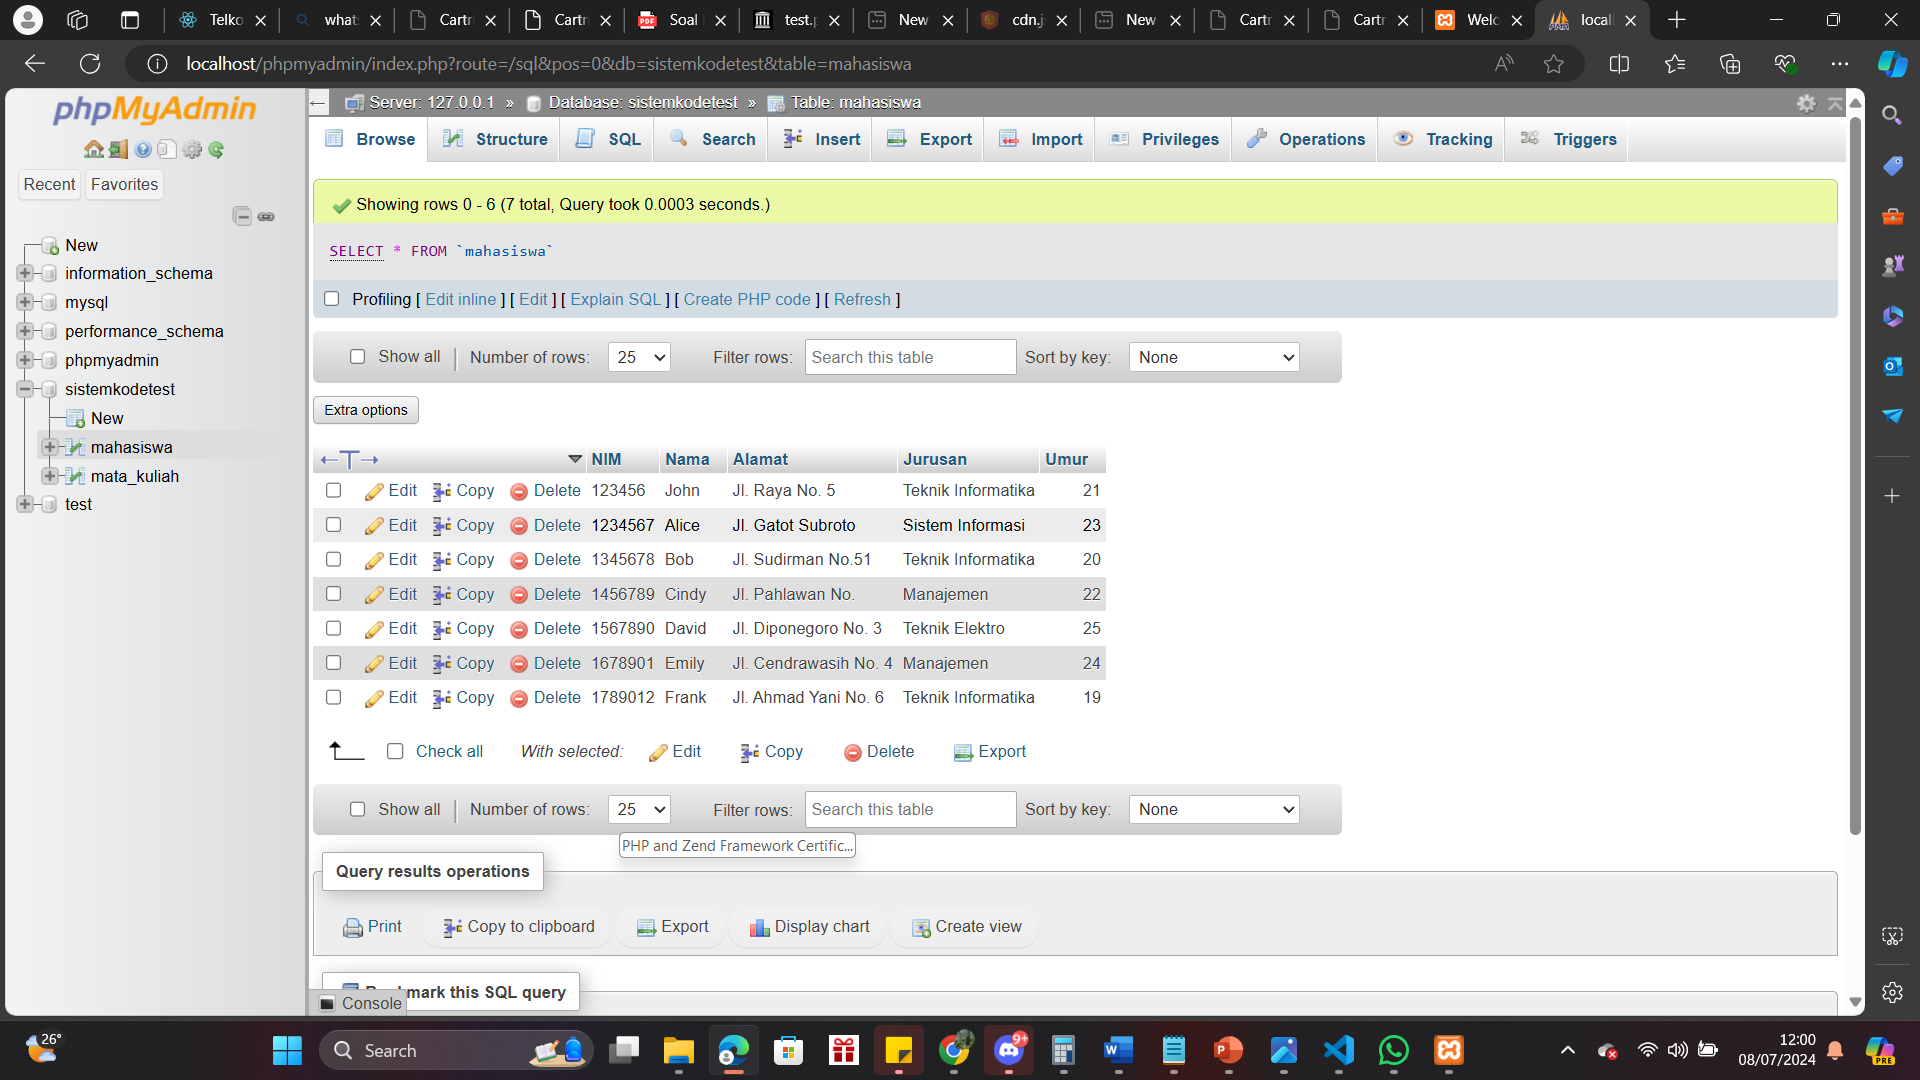 Telko
what
Cartr
Cartr
Soal
test.p
New
cdn.j
New
Cartr
Cartr
Welc
local
localhost/phpmyadmin/index.php?route=/sql&pos=0&db=sistemkodetest&table=mahasiswa
phpMyAdmin
Recent Favorites
New
information_schema
mysql
performance_schema
phpmyadmin
sistemkodetest
New
mahasiswa
mata_kuliah
test
Server: 127.0.0.1 » Database: sistemkodetest » Table: mahasiswa
Browse Structure SQL Search Insert Export Import Privileges Operations Tracking Triggers
Showing rows 0 - 6 (7 total, Query took 0.0003 seconds.)
SELECT * FROM `mahasiswa`
Profiling [ Edit inline ] [ Edit ] [ Explain SQL ] [ Create PHP code ] [ Refresh ]
Show all | Number of rows: 25 Filter rows: Search this table Sort by key: None
Extra options
←T→ NIM Nama Alamat Jurusan Umur
Edit Copy Delete 123456 John Jl. Raya No. 5 Teknik Informatika 21
Edit Copy Delete 1234567 Alice Jl. Gatot Subroto Sistem Informasi 23
Edit Copy Delete 1345678 Bob Jl. Sudirman No.51 Teknik Informatika 20
Edit Copy Delete 1456789 Cindy Jl. Pahlawan No. Manajemen 22
Edit Copy Delete 1567890 David Jl. Diponegoro No. 3 Teknik Elektro 25
Edit Copy Delete 1678901 Emily Jl. Cendrawasih No. 4 Manajemen 24
Edit Copy Delete 1789012 Frank Jl. Ahmad Yani No. 6 Teknik Informatika 19
Check all With selected: Edit Copy Delete Export
Show all | Number of rows: 25 Filter rows: Search this table Sort by key: None
PHP and Zend Framework Certific...
Query results operations
Print Copy to clipboard Export Display chart Create view
mark this SQL query
Console
26°
Search
9+
12:00
08/07/2024
PRE